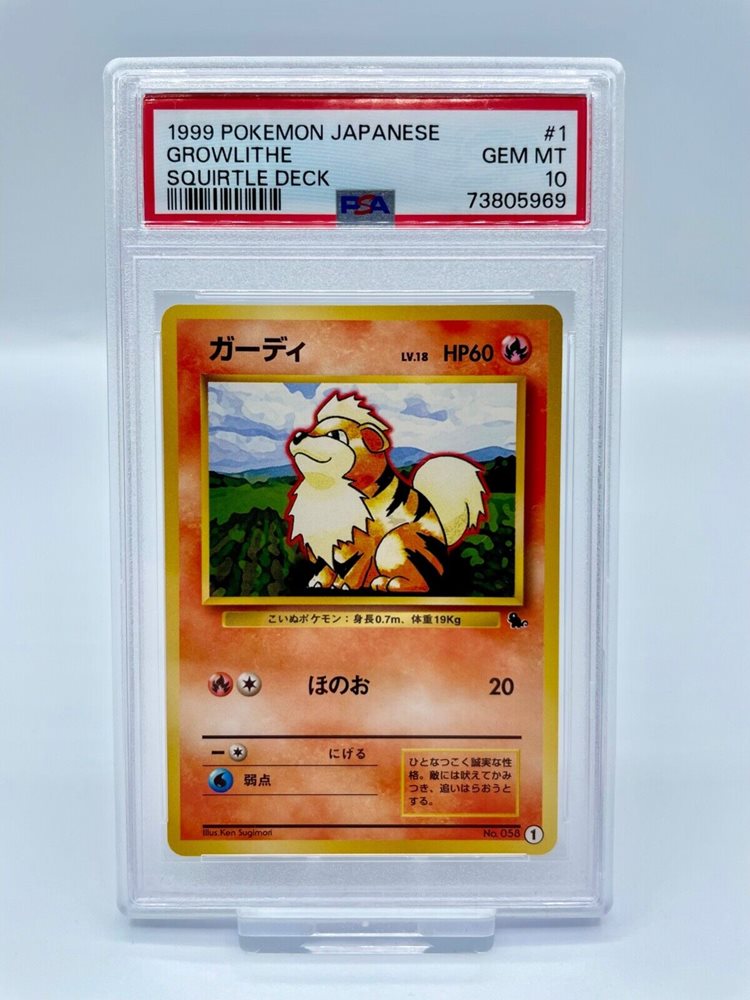 1999 POKEMON JAPANESE #1
GROWLITHE GEM MT
SQUIRTLE DECK 10
PSA 73805969
ガーディ LV.18 HP60
こいぬポケモン：身長0.7m、体重19Kg
ほのお 20
にげる
弱点
ひとなつこく誠実な性
格。敵には吠えてかみ
つき、追いはらおうと
する。
Illus.Ken Sugimori No.058 1